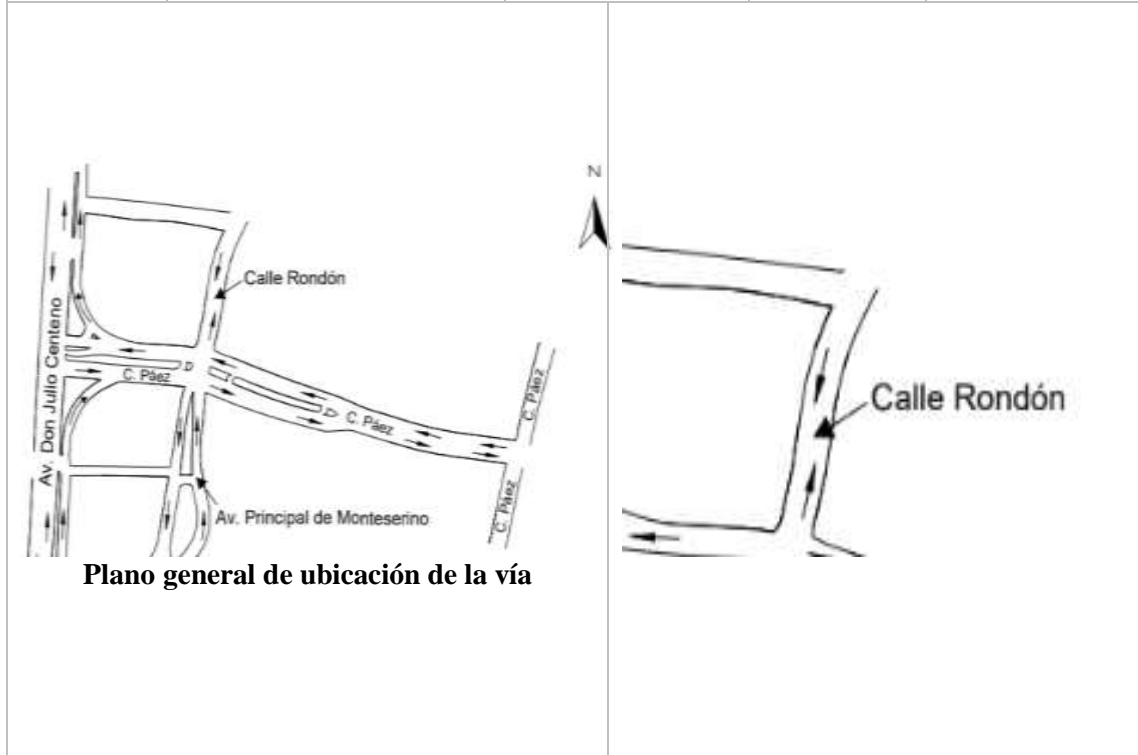 N
Calle Rondón
Av. Don Julio Centeno
C. Páez
C. Páez
C. Páez
C. Páez
Av. Principal de Monteserino
Plano general de ubicación de la vía
Calle Rondón